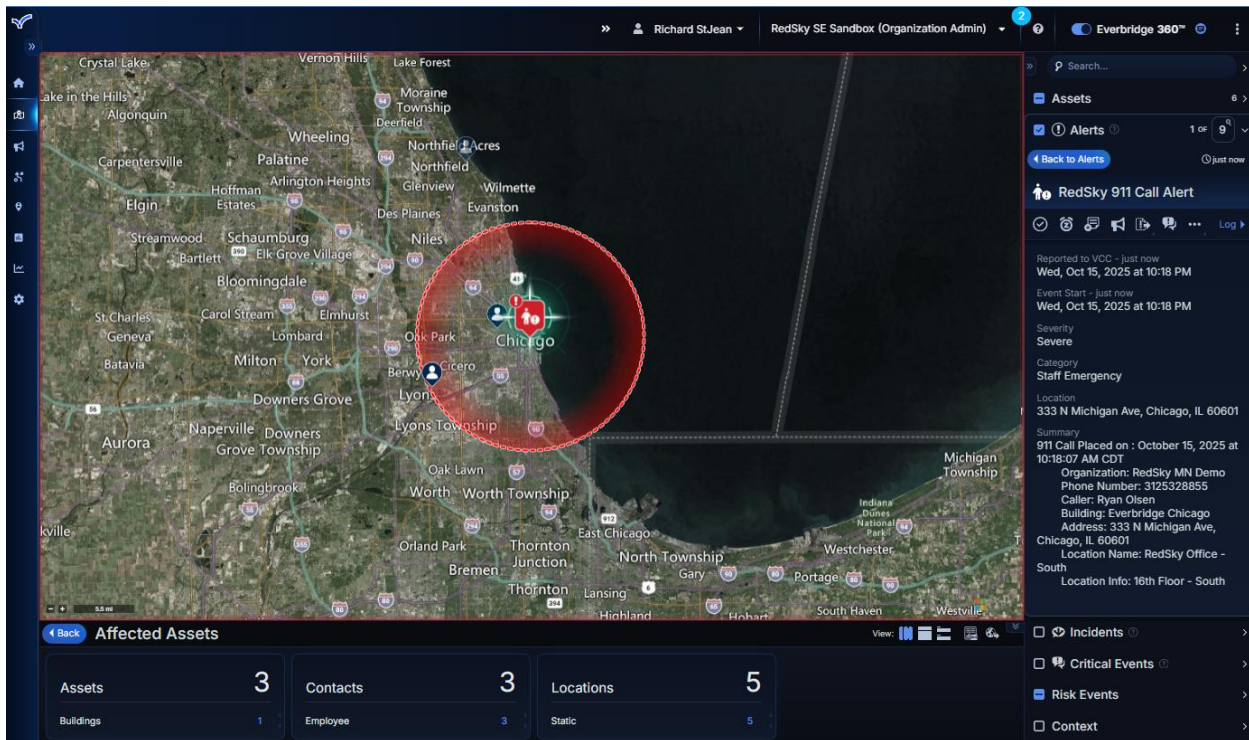 » Richard StJean RedSky SE Sandbox (Organization Admin) 2 Everbridge 360™
»
Search...
Assets 6
Alerts 1 OF 9
Back to Alerts just now
RedSky 911 Call Alert
Log
Reported to VCC - just now
Wed, Oct 15, 2025 at 10:18 PM
Event Start - just now
Wed, Oct 15, 2025 at 10:18 PM
Severity
Severe
Category
Staff Emergency
Location
333 N Michigan Ave, Chicago, IL 60601
Summary
911 Call Placed on : October 15, 2025 at
10:18:07 AM CDT
Organization: RedSky MN Demo
Phone Number: 3125328855
Caller: Ryan Olsen
Building: Everbridge Chicago
Address: 333 N Michigan Ave,
Chicago, IL 60601
Location Name: RedSky Office -
South
Location Info: 16th Floor - South
Incidents
Critical Events
Risk Events
Context
Crystal Lake
Vernon Hills
Lake Forest
Lake in the Hills
Algonquin
Moraine
Township
Deerfield
Wheeling
Northfield Acres
Carpentersville
Palatine
Northfield
Hoffman
Estates
Arlington Heights
Glenview
Wilmette
Elgin
Des Plaines
Evanston
Streamwood
Schaumburg
Niles
Bartlett
Elk Grove Village
Bloomingdale
St Charles
Carol Stream
Elmhurst
Geneva
Lombard
Oak Park
Chicago
Batavia
Milton
York
Cicero
Downers Grove
Lyons Township
Aurora
Naperville
Downers
Grove Township
Oak Lawn
Michigan
Township
Bolingbrook
Worth
Worth Township
Indiana
Dunes
National
Park
East Chicago
Orland Park
Thornton
Junction
North Township
Westchester
Bremen
Gary
Portage
Thornton
Lansing
Highland
Hobart
South Haven
Westville
5.5 mi
Back Affected Assets View:
Assets 3
Buildings 1
Contacts 3
Employee 3
Locations 5
Static 5